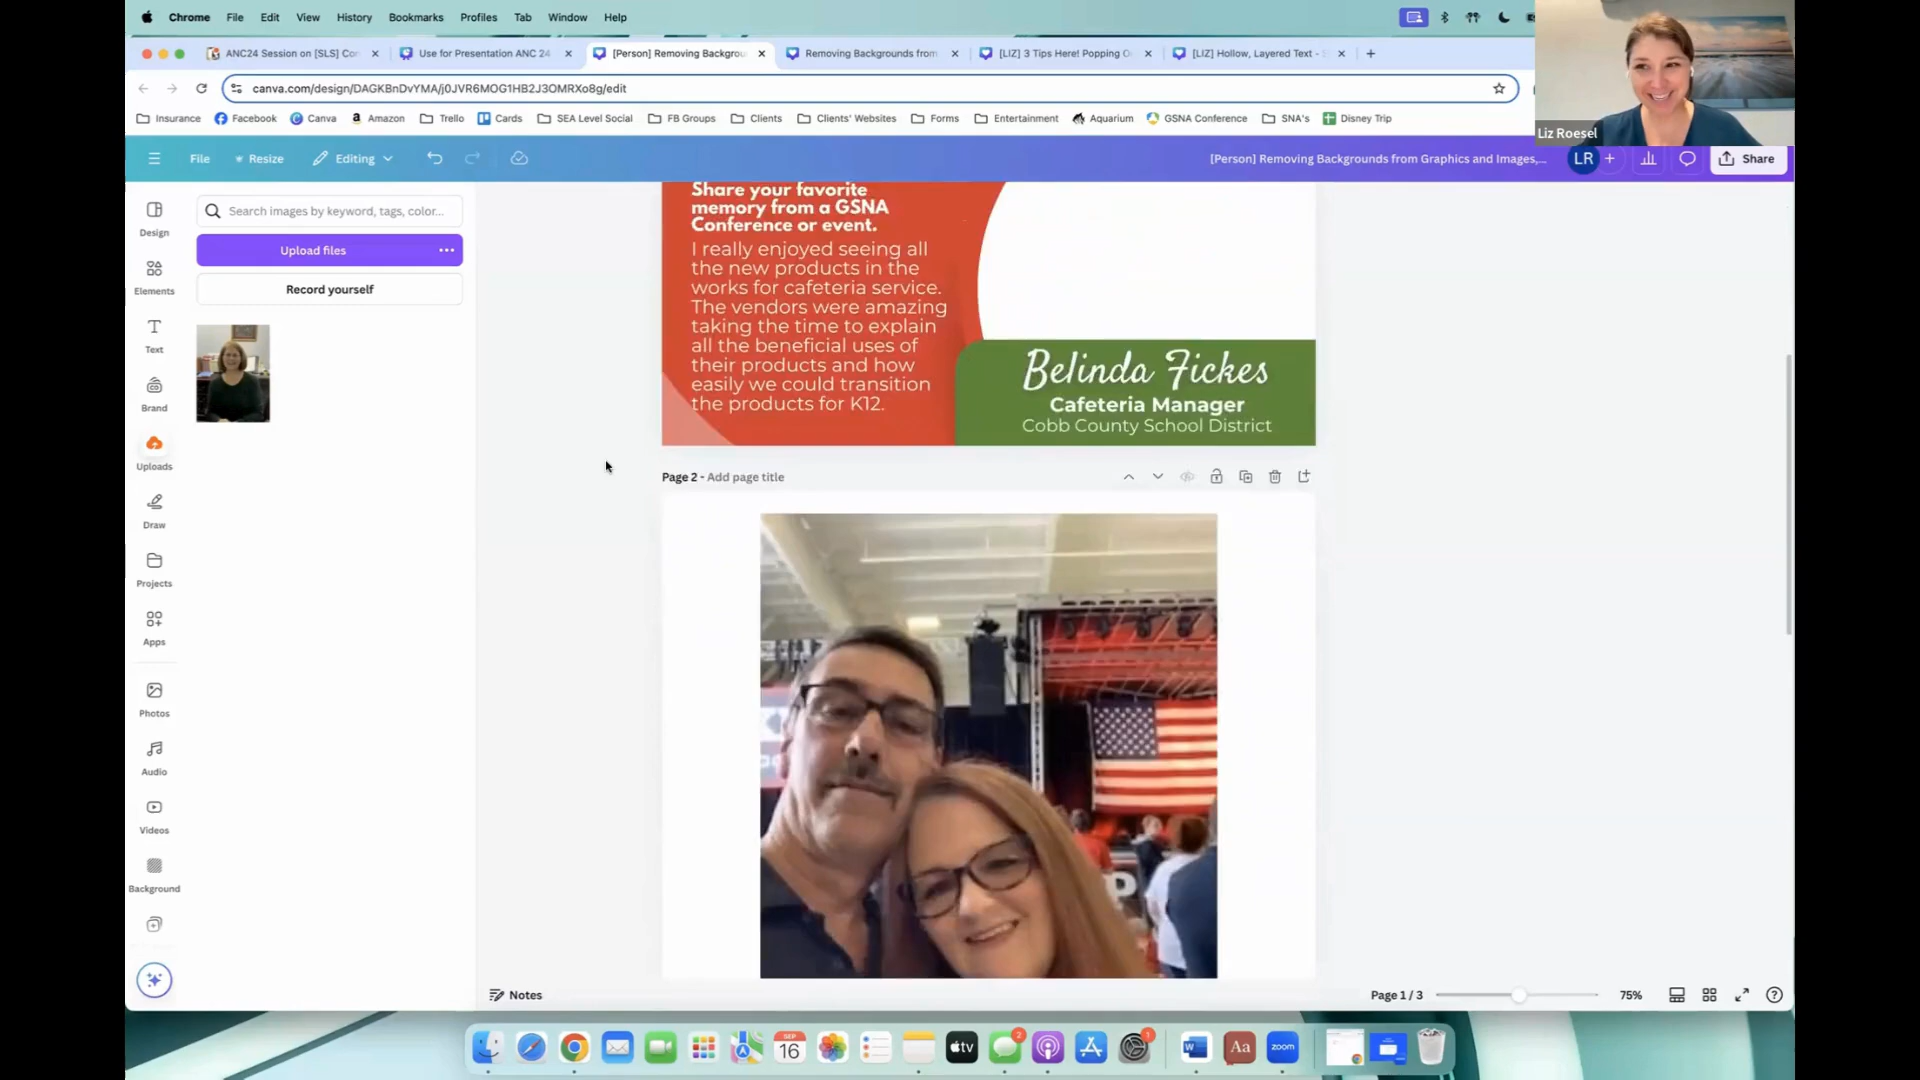 Chrome File Edit View History Bookmarks Profiles Tab Window Help
ANC24 Session on [SLS] Co
Use for Presentation ANC 24
[Person] Removing Backgrou
Removing Backgrounds from
[LIZ] 3 Tips Here! Popping O
[LIZ] Hollow, Layered Text -
canva.com/design/DAGKBnDvYMA/j0JVR6MOG1HB2J3OMRXo8g/edit
Insurance Facebook Canva Amazon Trello Cards SEA Level Social FB Groups Clients Clients' Websites Forms Entertainment Aquarium GSNA Conference SNA's Disney Trip
Liz Roesel
File Resize Editing
[Person] Removing Backgrounds from Graphics and Images,...
LR
Share
Design
Elements
Text
Brand
Uploads
Draw
Projects
Apps
Photos
Audio
Videos
Background
Search images by keyword, tags, color...
Upload files
Record yourself
Share your favorite
memory from a GSNA
Conference or event.
I really enjoyed seeing all
the new products in the
works for cafeteria service.
The vendors were amazing
taking the time to explain
all the beneficial uses of
their products and how
easily we could transition
the products for K12.
Belinda Fickes
Cafeteria Manager
Cobb County School District
Page 2 - Add page title
Notes
Page 1 / 3
75%
SEP
16
tv
2
1
W
Aa
zoom